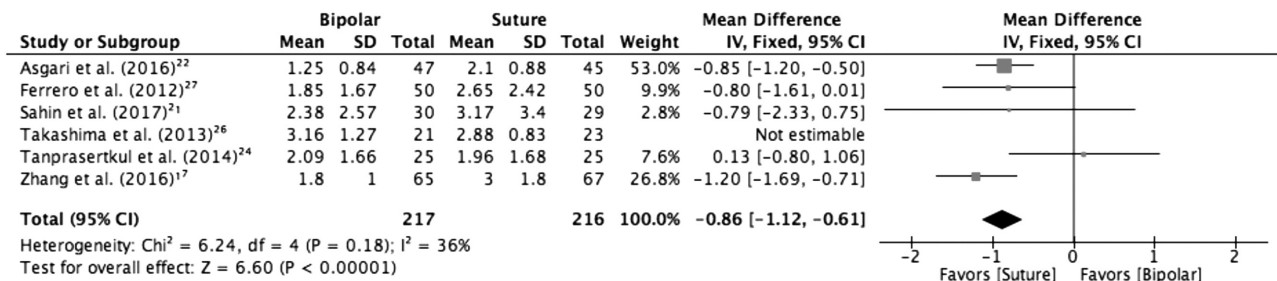 Bipolar Suture Mean Difference Mean Difference
Study or Subgroup Mean SD Total Mean SD Total Weight IV, Fixed, 95% CI IV, Fixed, 95% CI
Asgari et al. (2016)²² 1.25 0.84 47 2.1 0.88 45 53.0% −0.85 [−1.20, −0.50]
Ferrero et al. (2012)²⁷ 1.85 1.67 50 2.65 2.42 50 9.9% −0.80 [−1.61, 0.01]
Sahin et al. (2017)²¹ 2.38 2.57 30 3.17 3.4 29 2.8% −0.79 [−2.33, 0.75]
Takashima et al. (2013)²⁶ 3.16 1.27 21 2.88 0.83 23 Not estimable
Tanprasertkul et al. (2014)²⁴ 2.09 1.66 25 1.96 1.68 25 7.6% 0.13 [−0.80, 1.06]
Zhang et al. (2016)¹⁷ 1.8 1 65 3 1.8 67 26.8% −1.20 [−1.69, −0.71]
Total (95% CI) 217 216 100.0% −0.86 [−1.12, −0.61]
Heterogeneity: Chi² = 6.24, df = 4 (P = 0.18); I² = 36%
Test for overall effect: Z = 6.60 (P < 0.00001)
−2 −1 0 1 2
Favors [Suture] Favors [Bipolar]